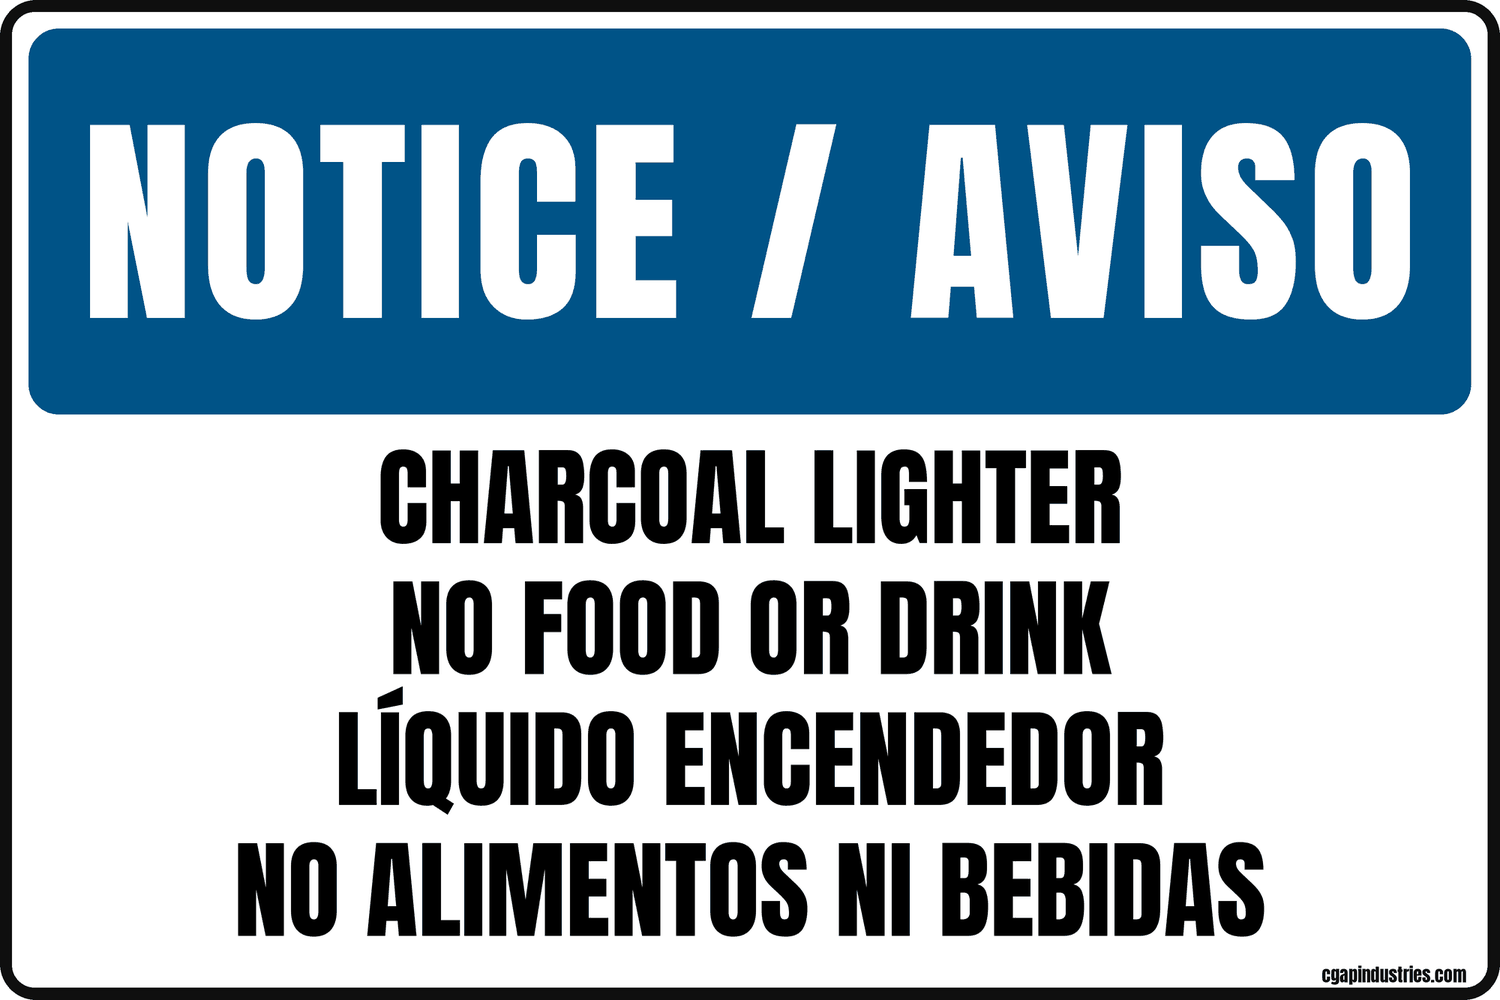 NOTICE / AVISO
CHARCOAL LIGHTER
NO FOOD OR DRINK
LÍQUIDO ENCENDEDOR
NO ALIMENTOS NI BEBIDAS
cgapindustries.com